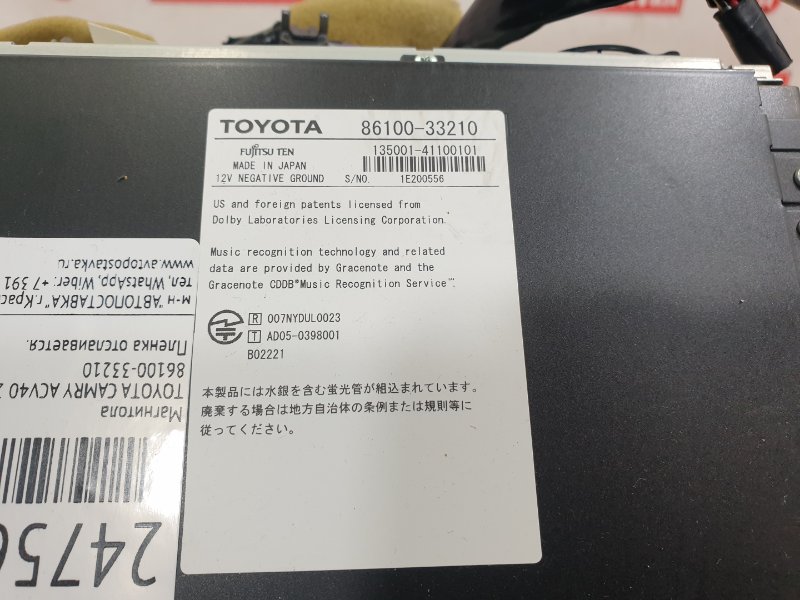 TOYOTA 86100-33210
FUJITSU TEN 135001-41100101
MADE IN JAPAN
12V NEGATIVE GROUND S/NO. 1E200556
US and foreign patents licensed from
Dolby Laboratories Licensing Corporation.
Music recognition technology and related
data are provided by Gracenote and the
Gracenote CDDB®Music Recognition Service℠.
R 007NYDUL0023
T AD05-0398001
B02221
本製品には水銀を含む蛍光管が組込まれています。
廃棄する場合は地方自治体の条例または規則等に
従ってください。
Магнитола
TOYOTA CAMRY ACV40
86100-33210
Пленка отслаивается.
м-н "АВТОПОСТАВКА" г.
тел, WhatsApp, Wiber: +7 391
www.avtopostavka.ru